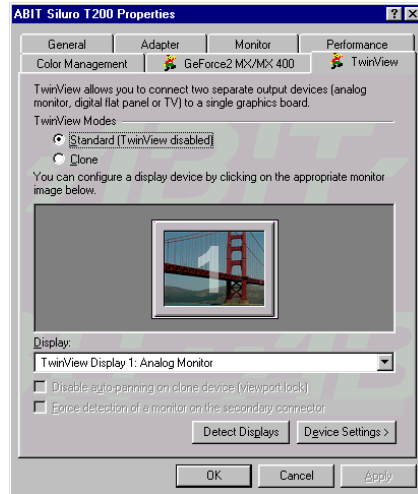 ABIT Siluro T200 Properties
General Adapter Monitor Performance
Color Management GeForce2 MX/MX 400 TwinView
TwinView allows you to connect two separate output devices (analog
monitor, digital flat panel or TV) to a single graphics board.
TwinView Modes
Standard (TwinView disabled)
Clone
You can configure a display device by clicking on the appropriate monitor
image below.
1
Display:
TwinView Display 1: Analog Monitor
Disable auto-panning on clone device (viewport lock)
Force detection of a monitor on the secondary connector
Detect Displays Device Settings >
OK Cancel Apply